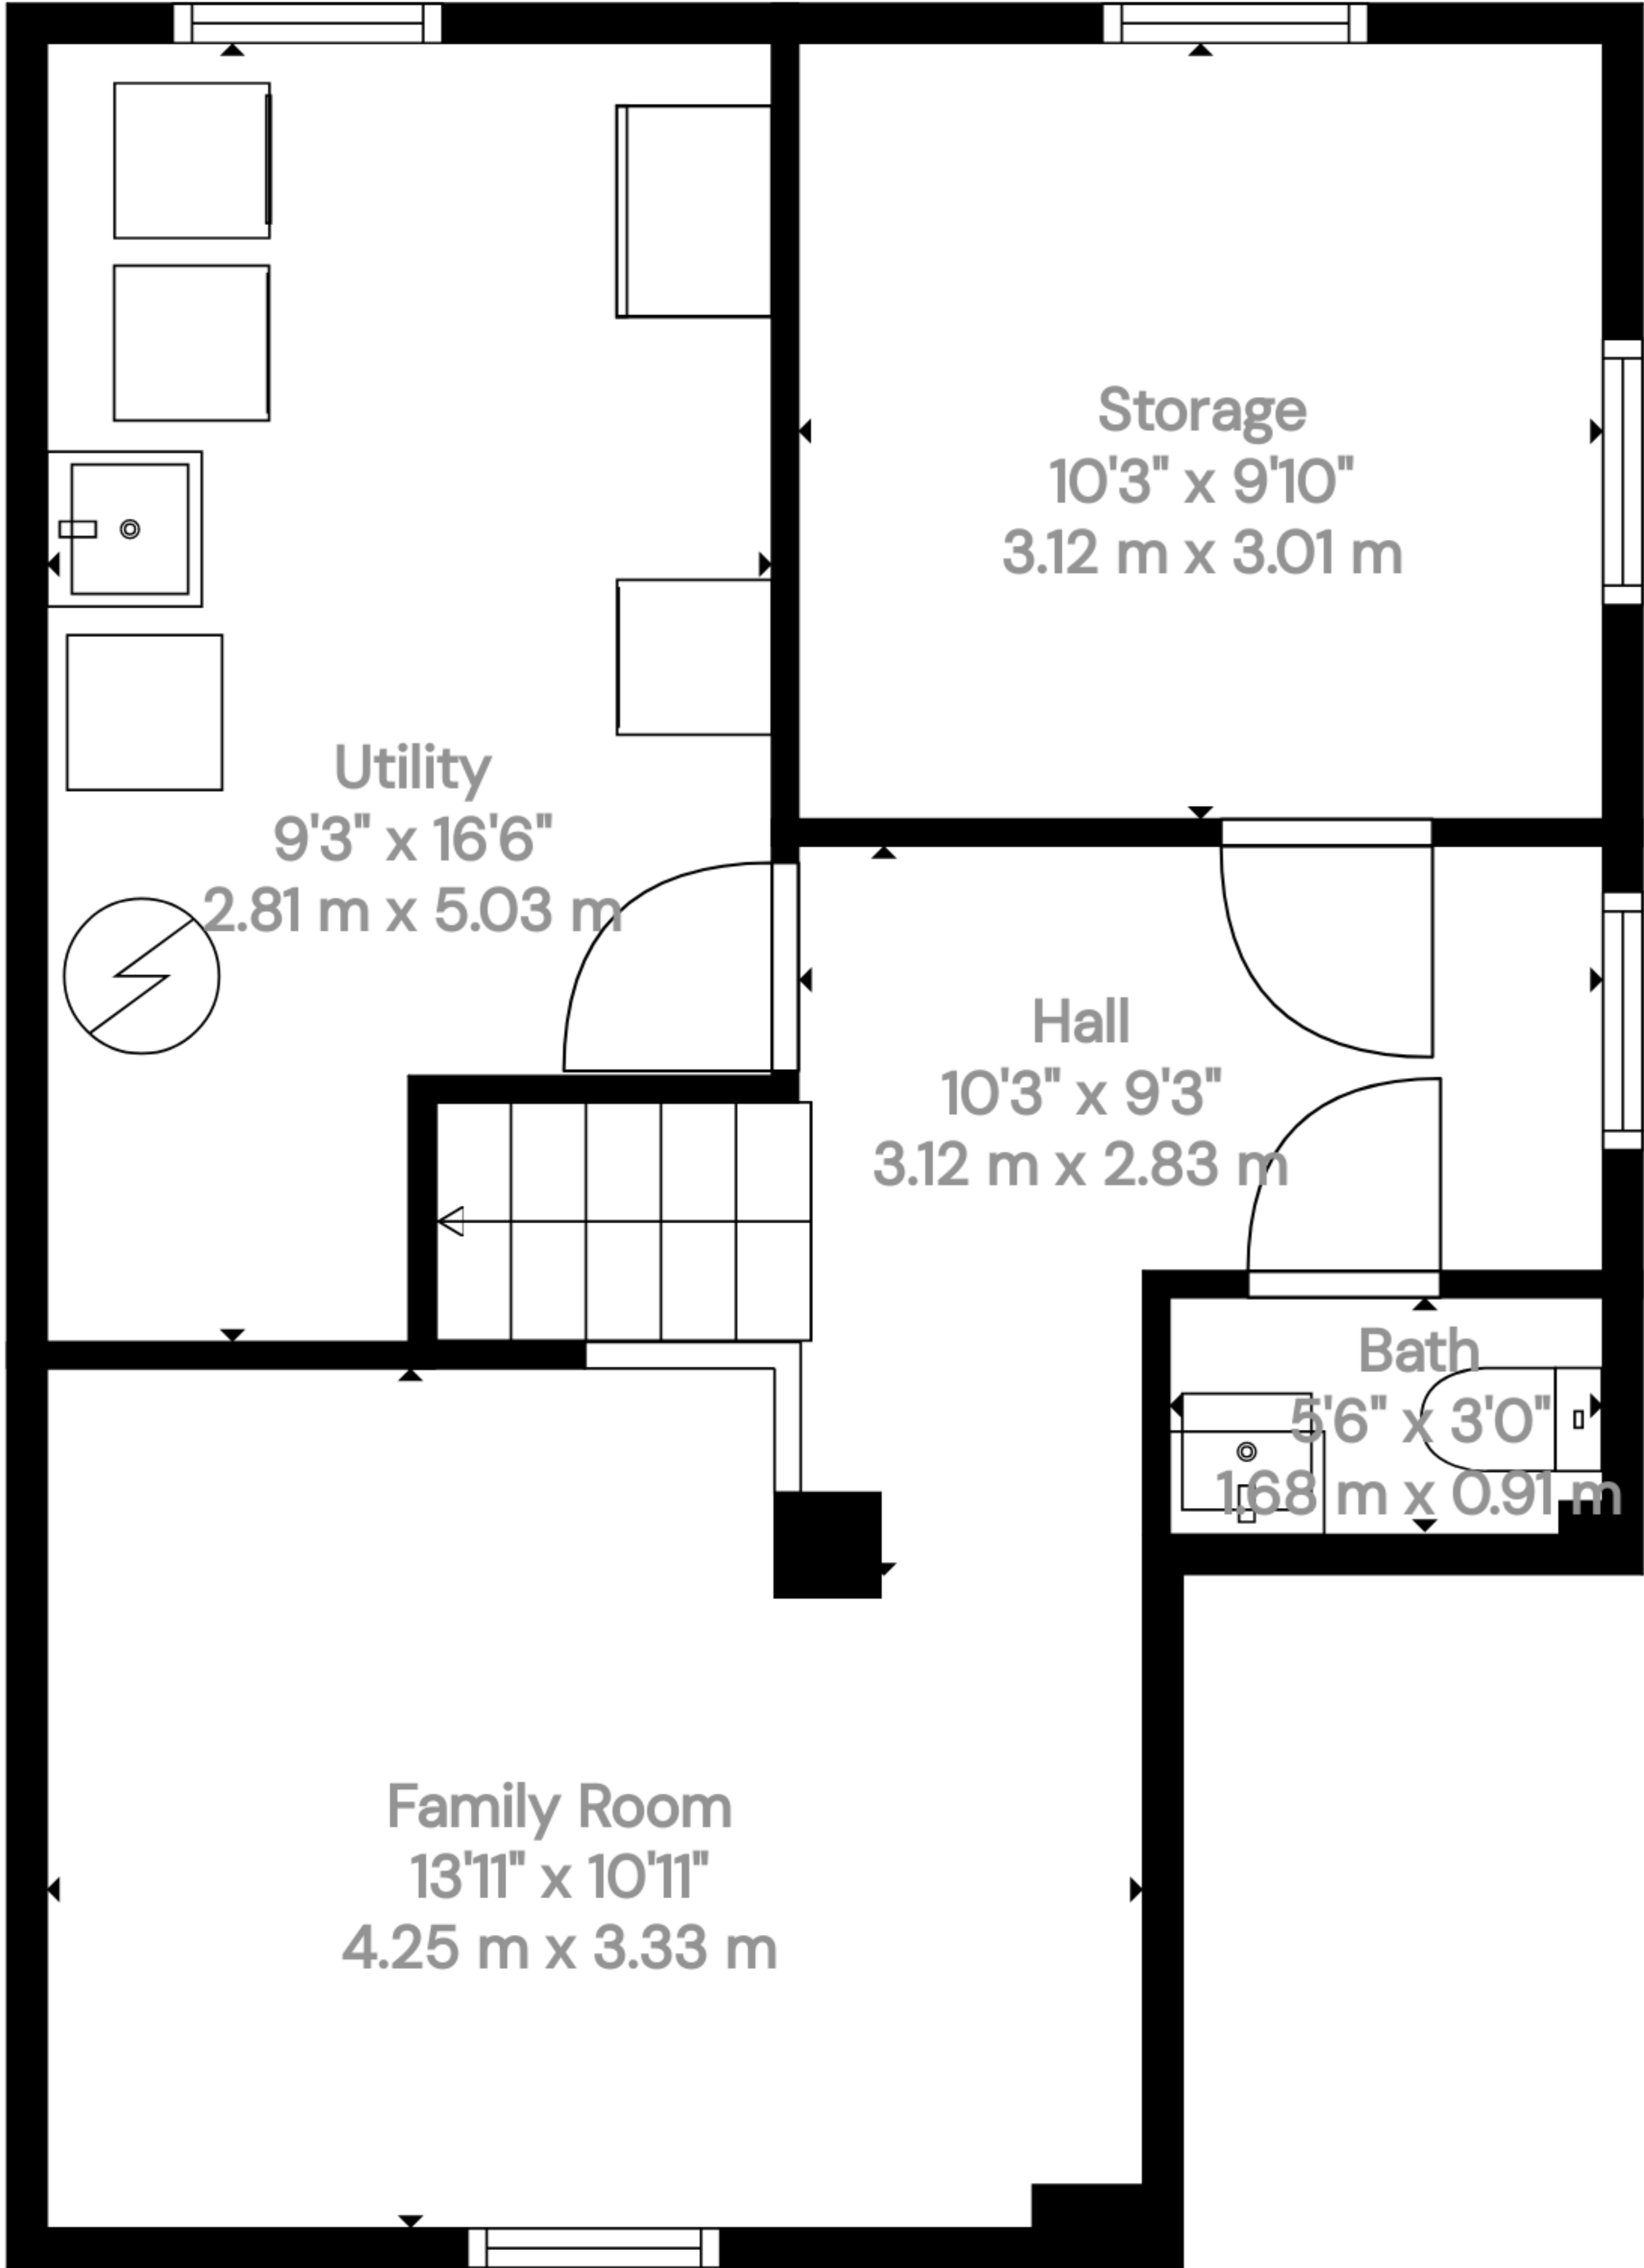 Storage
10'3" x 9'10"
3.12 m x 3.01 m
Utility
9'3" x 16'6"
2.81 m x 5.03 m
Hall
10'3" x 9'3"
3.12 m x 2.83 m
Bath
5'6" x 3'0"
1.68 m x 0.91 m
Family Room
13'11" x 10'11"
4.25 m x 3.33 m